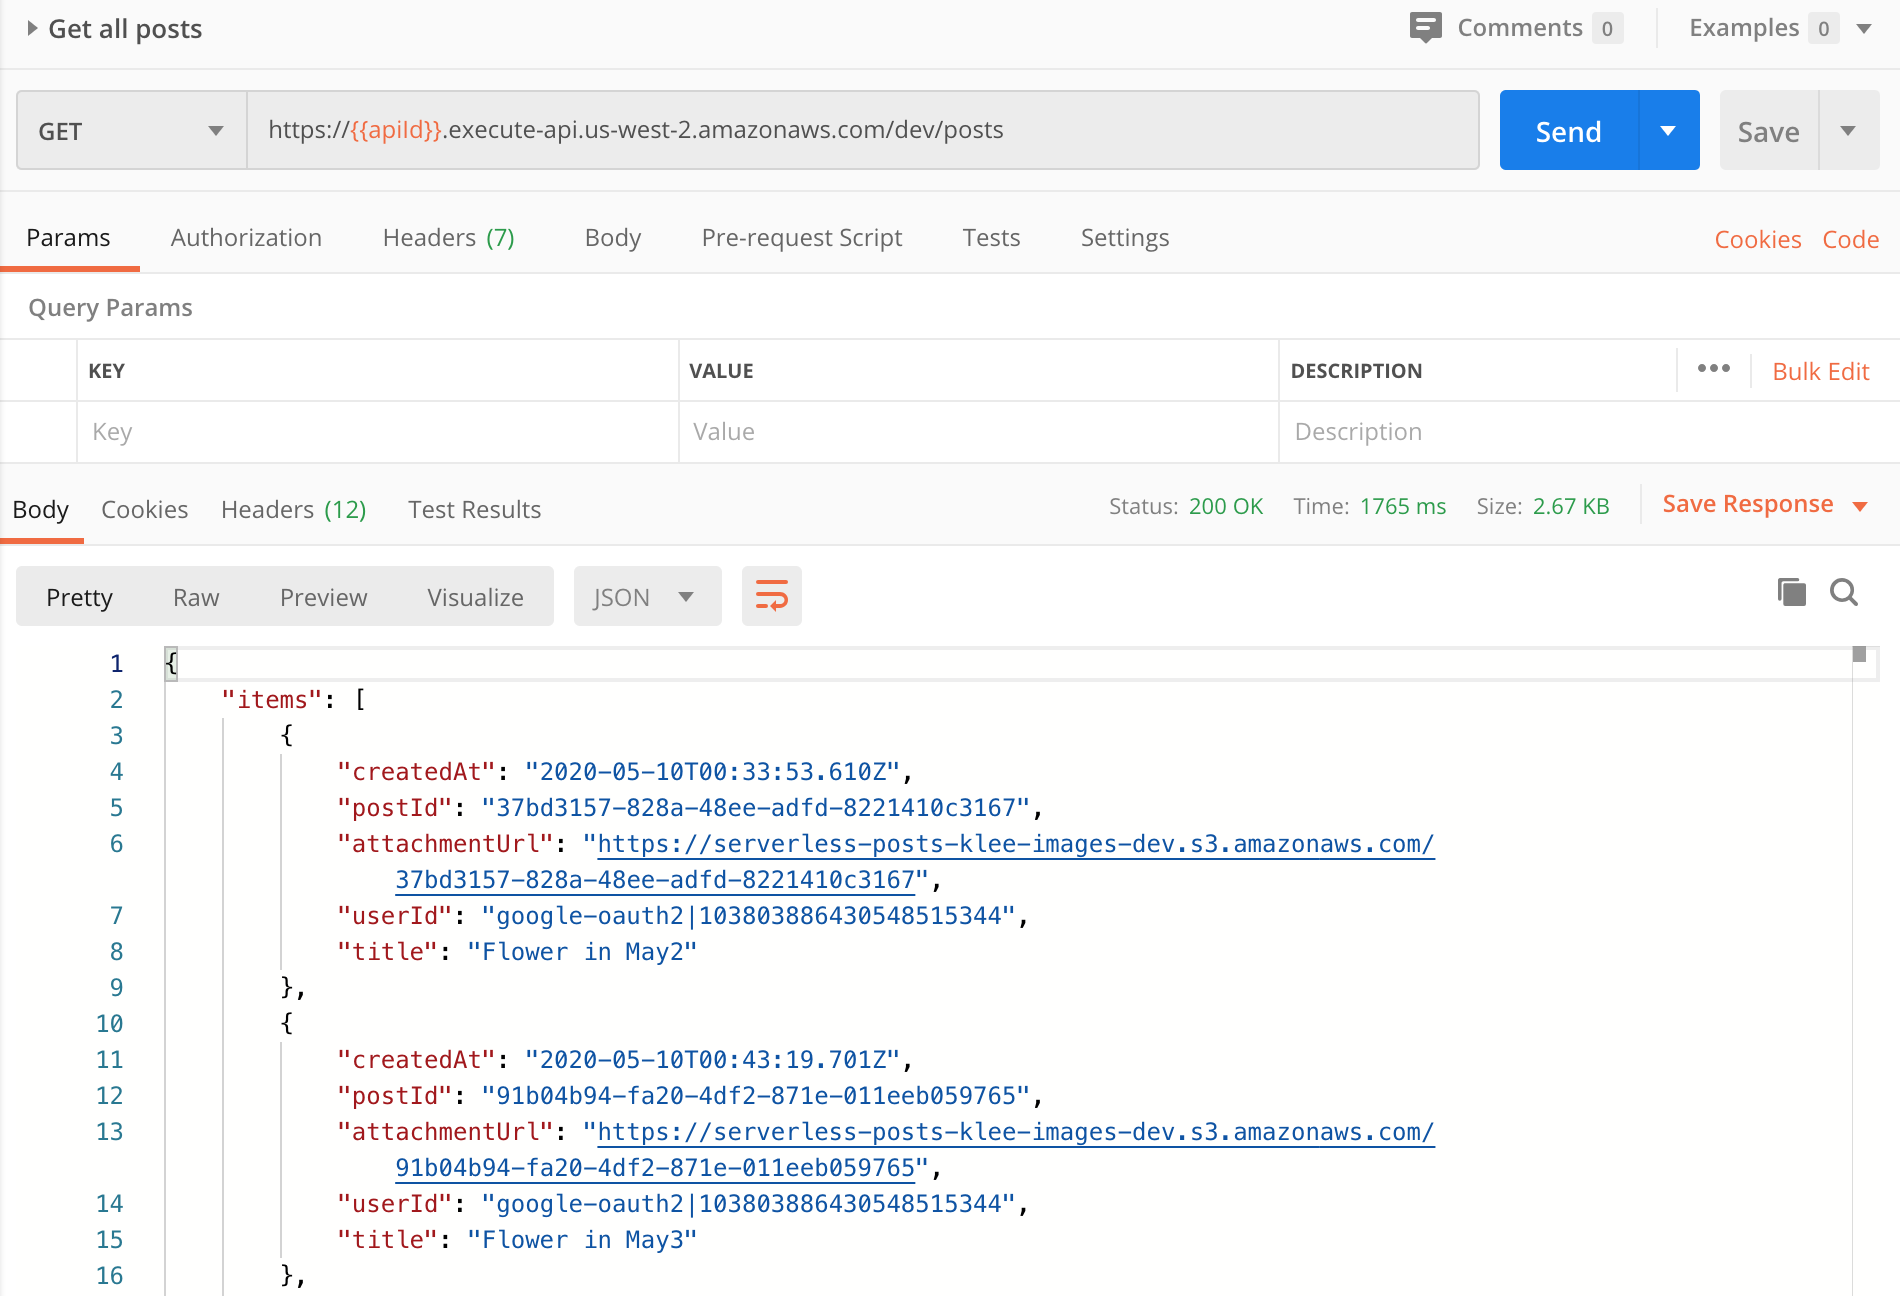 Get all posts
Comments 0
Examples 0
GET
https://{{apiId}}.execute-api.us-west-2.amazonaws.com/dev/posts
Send
Save
Params Authorization Headers (7) Body Pre-request Script Tests Settings Cookies Code
Query Params
KEY VALUE DESCRIPTION ••• Bulk Edit
Key Value Description
Body Cookies Headers (12) Test Results Status: 200 OK Time: 1765 ms Size: 2.67 KB Save Response
Pretty Raw Preview Visualize JSON
1 {
2 "items": [
3 {
4 "createdAt": "2020-05-10T00:33:53.610Z",
5 "postId": "37bd3157-828a-48ee-adfd-8221410c3167",
6 "attachmentUrl": "https://serverless-posts-klee-images-dev.s3.amazonaws.com/
37bd3157-828a-48ee-adfd-8221410c3167",
7 "userId": "google-oauth2|103803886430548515344",
8 "title": "Flower in May2"
9 },
10 {
11 "createdAt": "2020-05-10T00:43:19.701Z",
12 "postId": "91b04b94-fa20-4df2-871e-011eeb059765",
13 "attachmentUrl": "https://serverless-posts-klee-images-dev.s3.amazonaws.com/
91b04b94-fa20-4df2-871e-011eeb059765",
14 "userId": "google-oauth2|103803886430548515344",
15 "title": "Flower in May3"
16 },